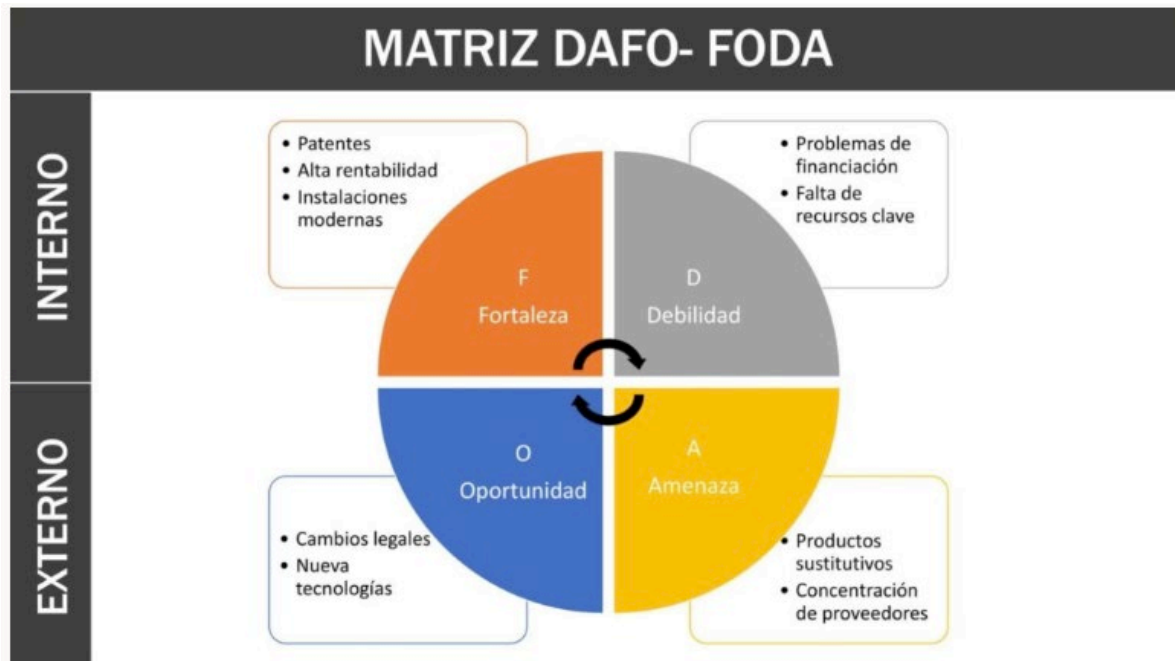 MATRIZ DAFO- FODA
INTERNO
• Patentes
• Alta rentabilidad
• Instalaciones
modernas
• Problemas de
financiación
• Falta de
recursos clave
F
Fortaleza
D
Debilidad
EXTERNO
O
Oportunidad
A
Amenaza
• Cambios legales
• Nueva
tecnologías
• Productos
sustitutivos
• Concentración
de proveedores